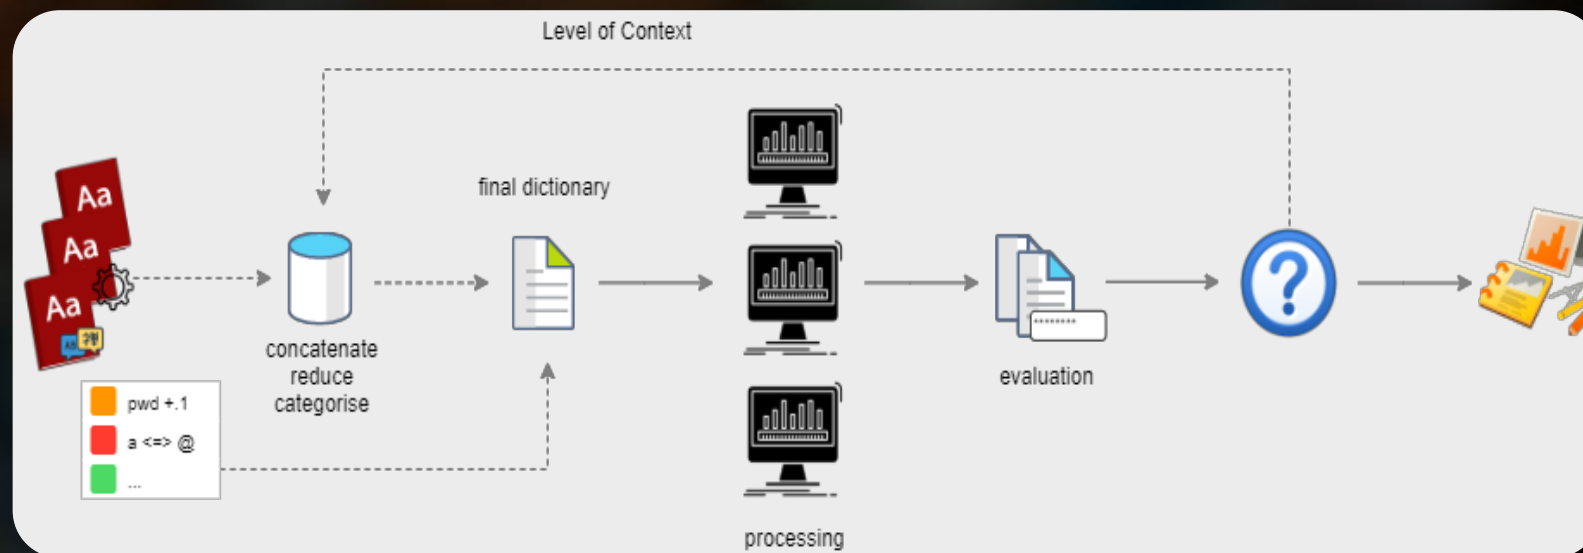 Level of Context
Aa
Aa
Aa
final dictionary
concatenate
reduce
categorise
pwd +.1
a <=> @
...
********
?
evaluation
processing